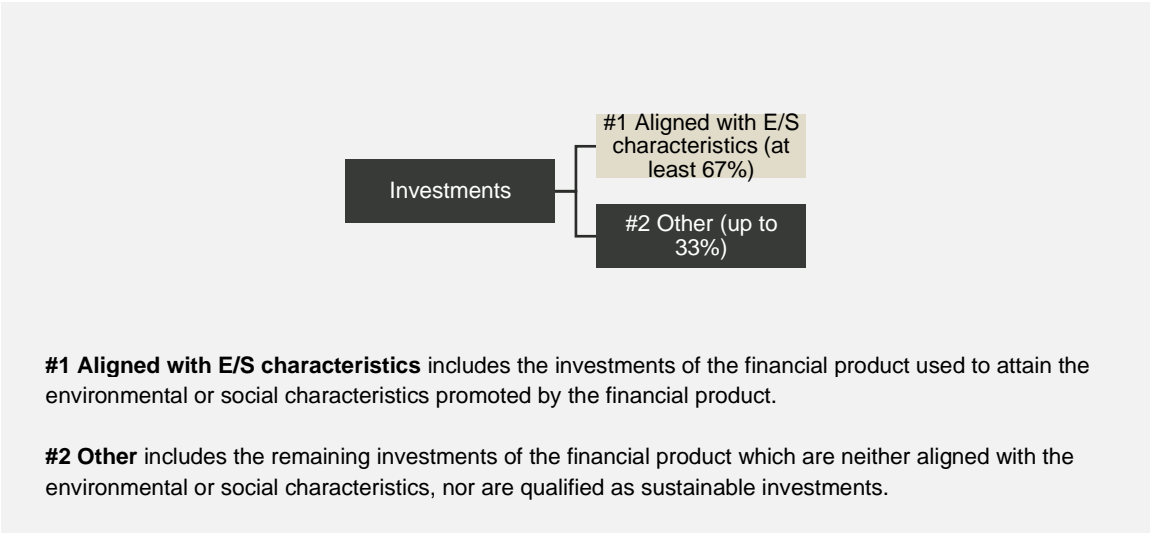 #1 Aligned with E/S
characteristics (at
least 67%)
Investments
#2 Other (up to
33%)
#1 Aligned with E/S characteristics includes the investments of the financial product used to attain the
environmental or social characteristics promoted by the financial product.
#2 Other includes the remaining investments of the financial product which are neither aligned with the
environmental or social characteristics, nor are qualified as sustainable investments.